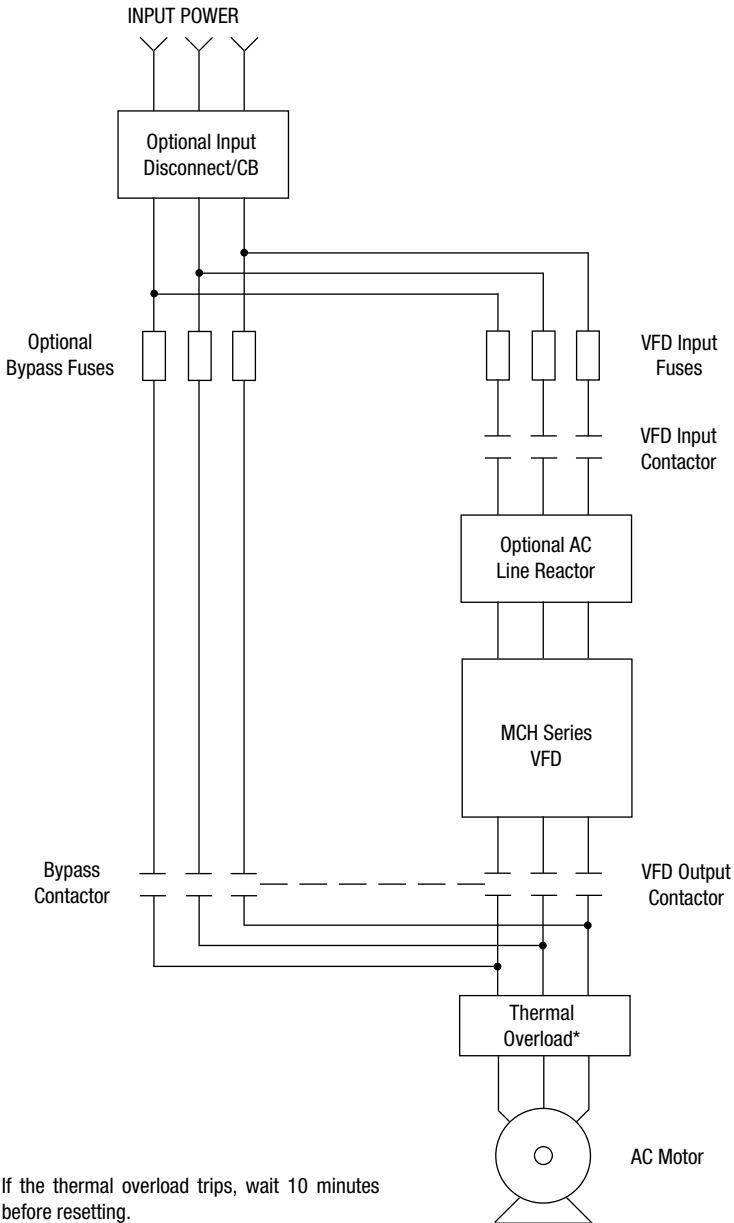 INPUT POWER
Optional Input
Disconnect/CB
Optional
Bypass Fuses
VFD Input
Fuses
VFD Input
Contactor
Optional AC
Line Reactor
MCH Series
VFD
Bypass
Contactor
VFD Output
Contactor
Thermal
Overload*
AC Motor
If the thermal overload trips, wait 10 minutes
before resetting.